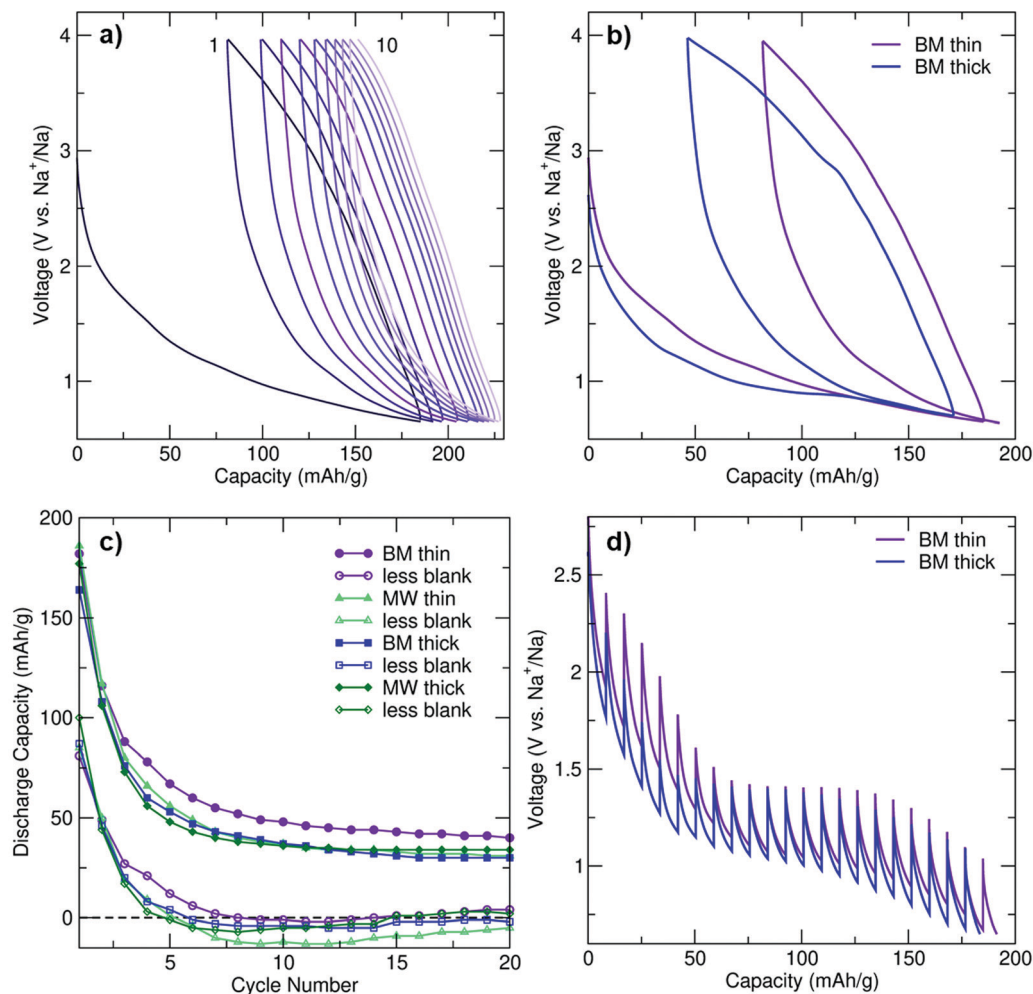 a)
1
10
4
3
2
1
Voltage (V vs. Na⁺/Na)
0
50
100
150
200
Capacity (mAh/g)
b)
BM thin
BM thick
4
3
2
1
Voltage (V vs. Na⁺/Na)
0
50
100
150
200
Capacity (mAh/g)
c)
BM thin
less blank
MW thin
less blank
BM thick
less blank
MW thick
less blank
200
150
100
50
0
Discharge Capacity (mAh/g)
5
10
15
20
Cycle Number
d)
BM thin
BM thick
2.5
2
1.5
1
Voltage (V vs. Na⁺/Na)
0
50
100
150
200
Capacity (mAh/g)